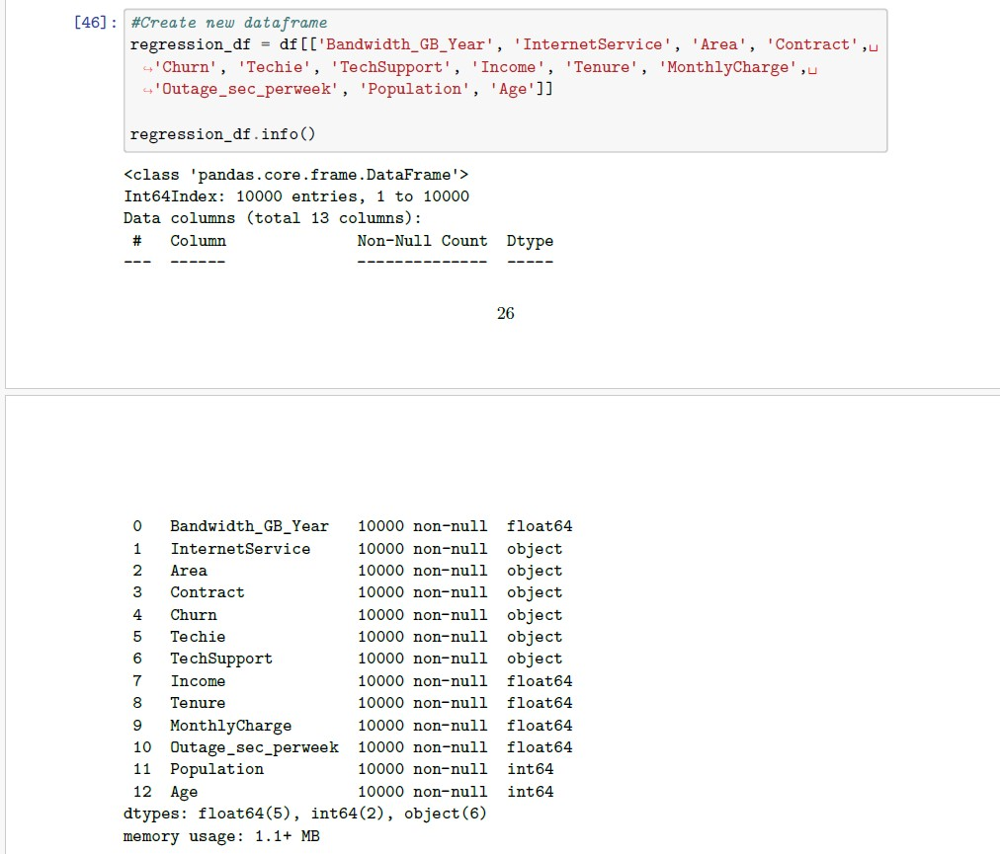 [46]: #Create new dataframe
regression_df = df[['Bandwidth_GB_Year', 'InternetService', 'Area', 'Contract',␣
↪'Churn', 'Techie', 'TechSupport', 'Income', 'Tenure', 'MonthlyCharge',␣
↪'Outage_sec_perweek', 'Population', 'Age']]
regression_df.info()
<class 'pandas.core.frame.DataFrame'>
Int64Index: 10000 entries, 1 to 10000
Data columns (total 13 columns):
 #   Column              Non-Null Count  Dtype
---  ------              --------------  -----
26
 0   Bandwidth_GB_Year   10000 non-null  float64
 1   InternetService     10000 non-null  object
 2   Area                10000 non-null  object
 3   Contract            10000 non-null  object
 4   Churn               10000 non-null  object
 5   Techie              10000 non-null  object
 6   TechSupport         10000 non-null  object
 7   Income              10000 non-null  float64
 8   Tenure              10000 non-null  float64
 9   MonthlyCharge       10000 non-null  float64
 10  Outage_sec_perweek  10000 non-null  float64
 11  Population          10000 non-null  int64
 12  Age                 10000 non-null  int64
dtypes: float64(5), int64(2), object(6)
memory usage: 1.1+ MB